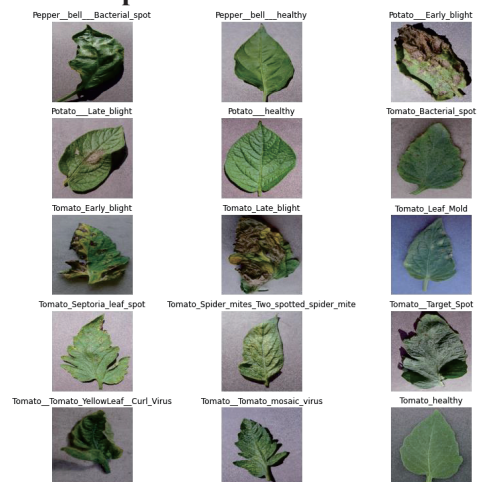 Pepper__bell___Bacterial_spot
Pepper__bell___healthy
Potato___Early_blight
Potato___Late_blight
Potato___healthy
Tomato_Bacterial_spot
Tomato_Early_blight
Tomato_Late_blight
Tomato_Leaf_Mold
Tomato_Septoria_leaf_spot
Tomato_Spider_mites_Two_spotted_spider_mite
Tomato__Target_Spot
Tomato__Tomato_YellowLeaf__Curl_Virus
Tomato__Tomato_mosaic_virus
Tomato_healthy